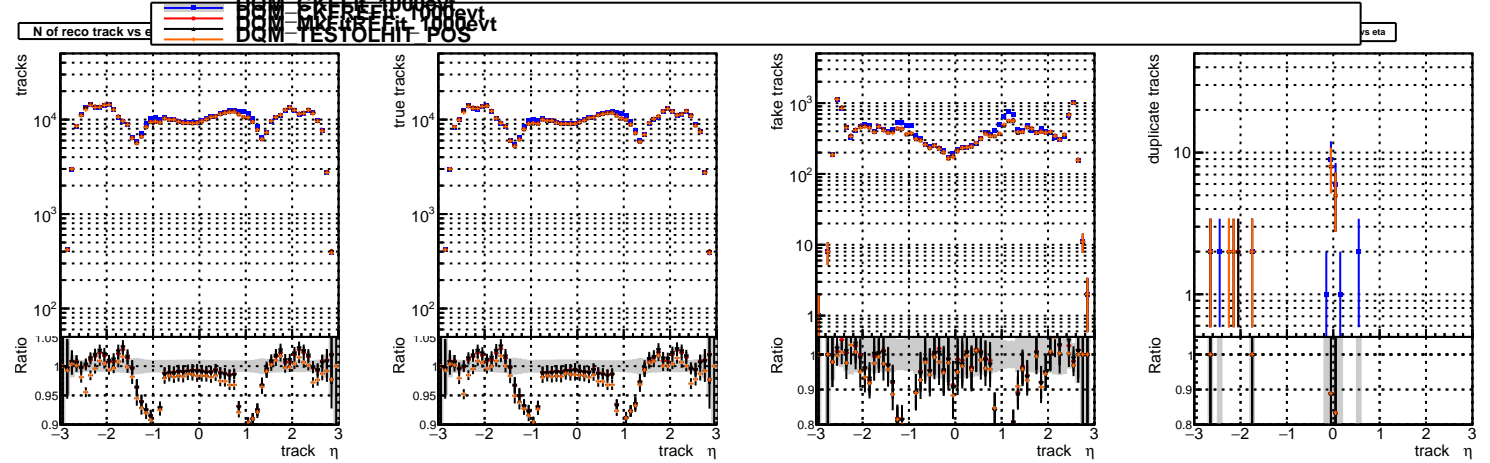 DQM_CKFREFit_1000evt
DQM_MKFitREFit_1000evt
DQM_TESTOLHIT_POS
N of reco track vs e
vs eta
tracks
10⁴
10³
10²
Ratio
1.05
1
0.95
0.9
−3 −2 −1 0 1 2 3
track η
true tracks
10⁴
10³
10²
Ratio
1.05
1
0.95
0.9
−3 −2 −1 0 1 2 3
track η
fake tracks
10³
10²
10
1
Ratio
1
0.9
0.8
−3 −2 −1 0 1 2 3
track η
duplicate tracks
10
1
Ratio
1
0.9
0.8
−3 −2 −1 0 1 2 3
track η